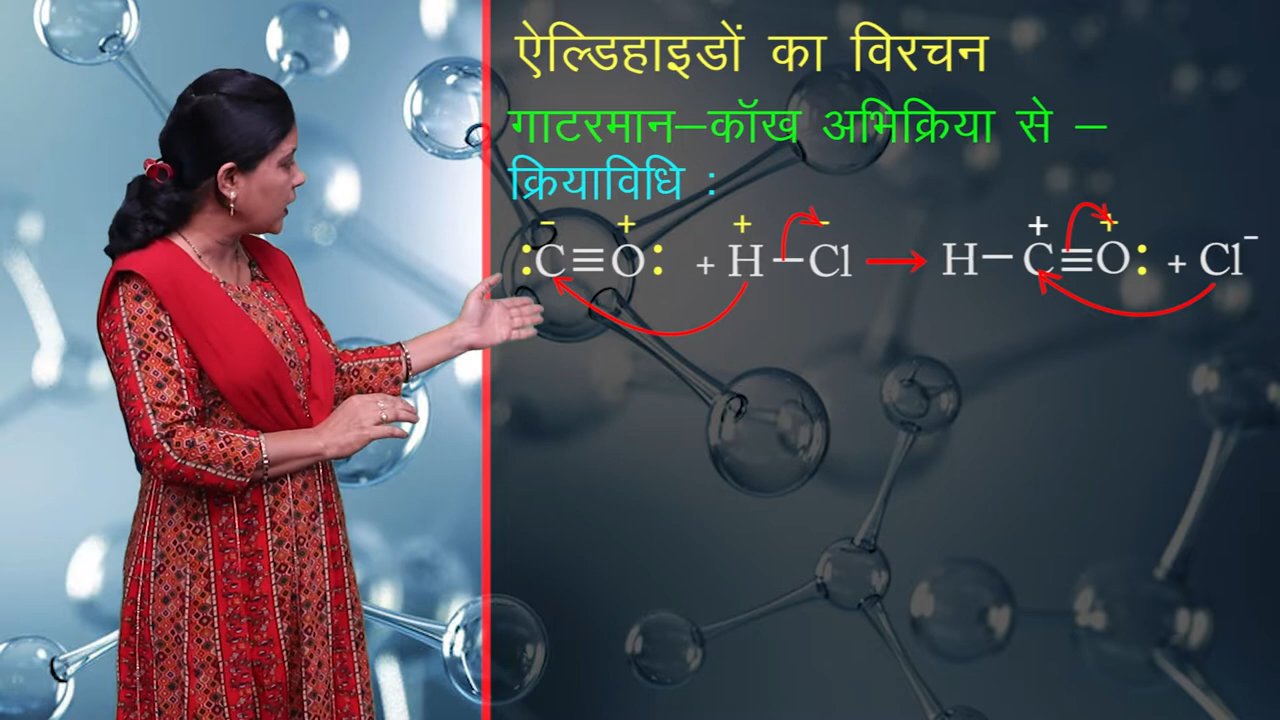 ऐल्डिहाइडों का विरचन
गाटरमान–कॉख अभिक्रिया से –
क्रियाविधि :
:C̄≡O⁺: + H⁺–Cl⁻ → H–C⁺≡O⁺: + Cl⁻